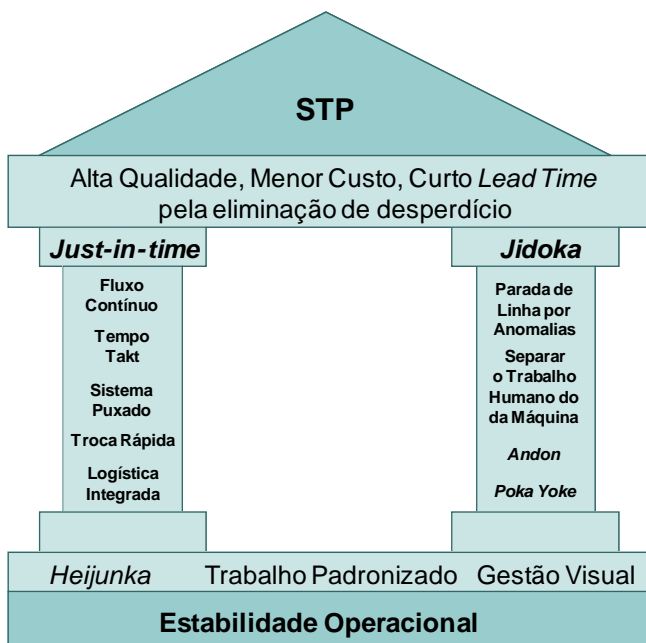 STP
Alta Qualidade, Menor Custo, Curto Lead Time
pela eliminação de desperdício
Just-in-time
Fluxo
Contínuo
Tempo
Takt
Sistema
Puxado
Troca Rápida
Logística
Integrada
Jidoka
Parada de
Linha por
Anomalias
Separar
o Trabalho
Humano do
da Máquina
Andon
Poka Yoke
Heijunka Trabalho Padronizado Gestão Visual
Estabilidade Operacional